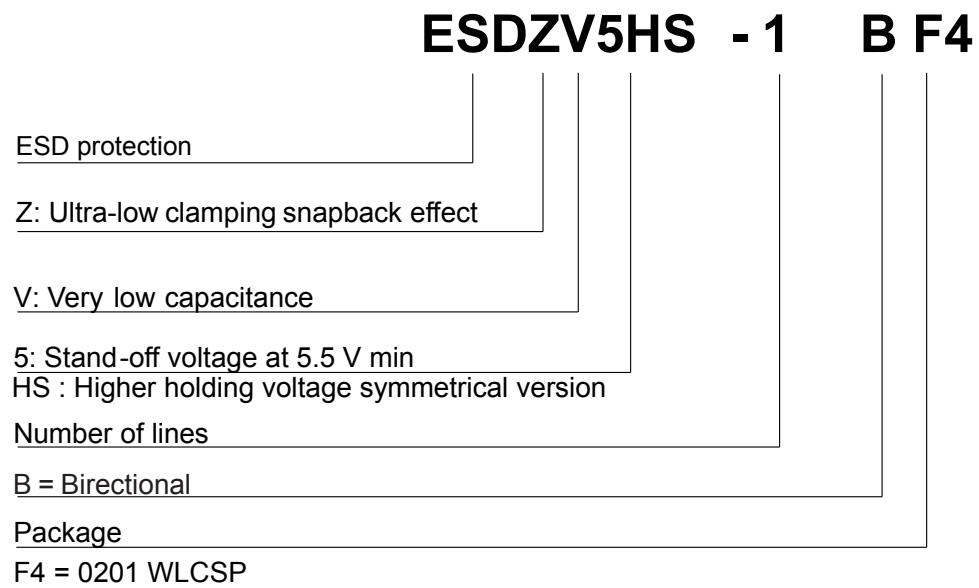 ESDZV5HS - 1 B F4
ESD protection
Z: Ultra-low clamping snapback effect
V: Very low capacitance
5: Stand-off voltage at 5.5 V min
HS : Higher holding voltage symmetrical version
Number of lines
B = Birectional
Package
F4 = 0201 WLCSP